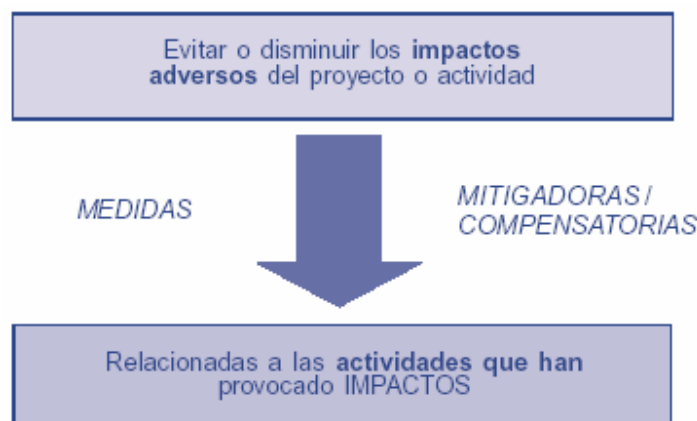 Evitar o disminuir los impactos
adversos del proyecto o actividad
MEDIDAS
MITIGADORAS /
COMPENSATORIAS
Relacionadas a las actividades que han
provocado IMPACTOS